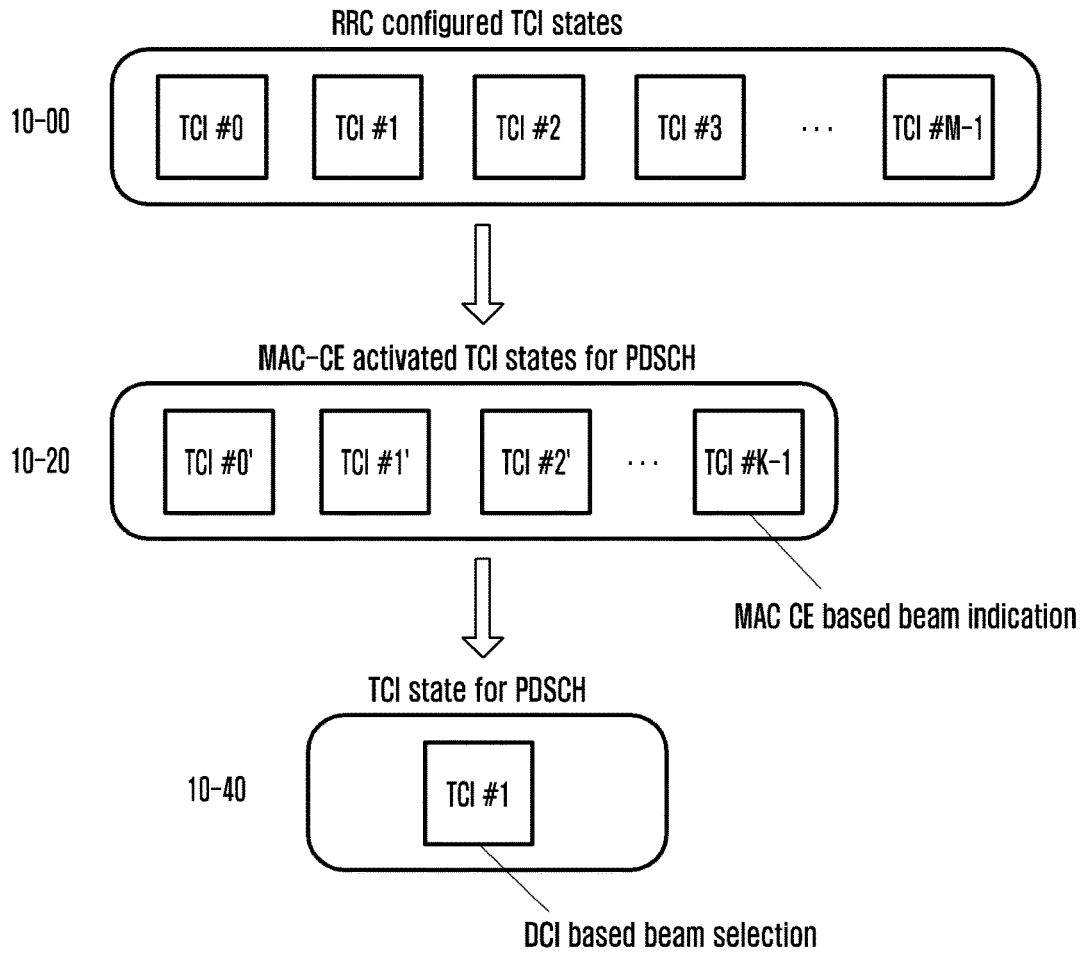 RRC configured TCI states
10-00
TCI #0 TCI #1 TCI #2 TCI #3 ... TCI #M-1
MAC-CE activated TCI states for PDSCH
10-20
TCI #0' TCI #1' TCI #2' ... TCI #K-1
MAC CE based beam indication
TCI state for PDSCH
10-40
TCI #1
DCI based beam selection